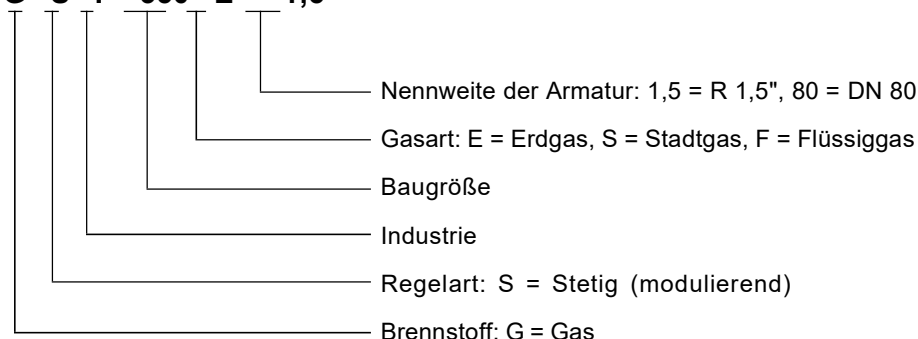 Nennweite der Armatur: 1,5 = R 1,5", 80 = DN 80
Gasart: E = Erdgas, S = Stadtgas, F = Flüssiggas
Baugröße
Industrie
Regelart: S = Stetig (modulierend)
Brennstoff: G = Gas